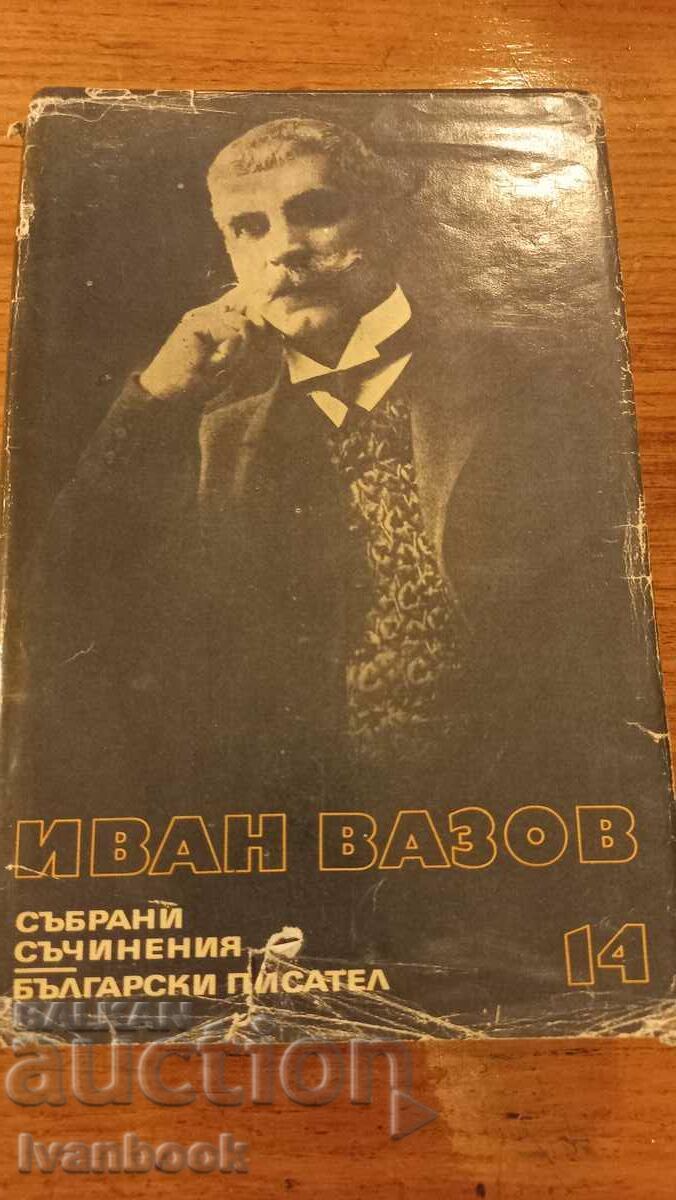 ИВАН ВАЗОВ
СЪБРАНИ
СЪЧИНЕНИЯ
БЪЛГАРСКИ ПИСАТЕЛ
14
BALKAN
auction
Ivanbook